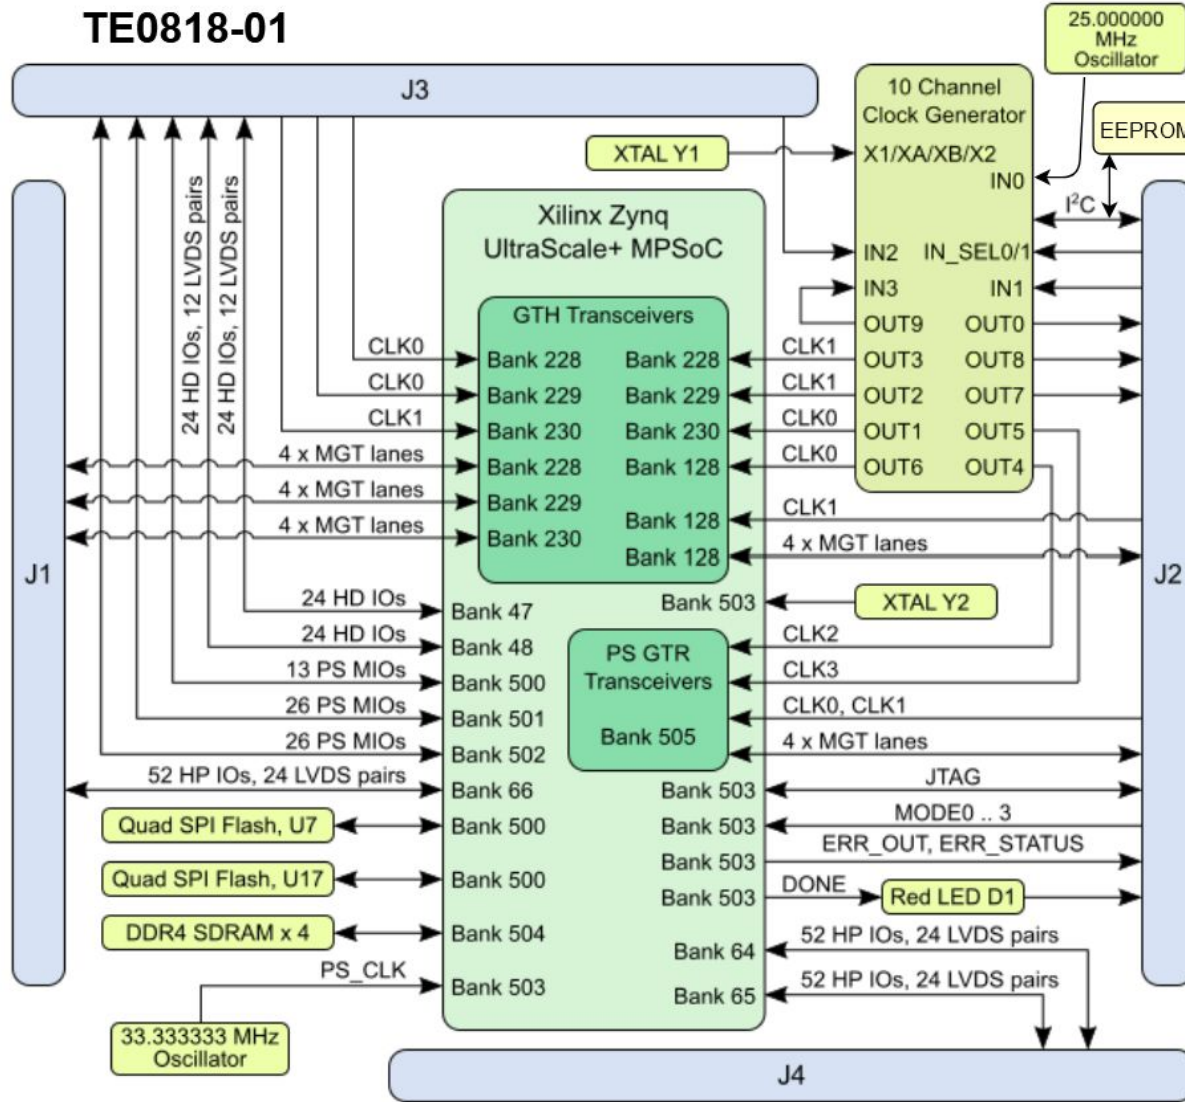 TE0818-01
25.000000
MHz
Oscillator
J3
10 Channel
Clock Generator
EEPROM
XTAL Y1
X1/XA/XB/X2
IN0
I²C
24 HD IOs, 12 LVDS pairs
24 HD IOs, 12 LVDS pairs
Xilinx Zynq
UltraScale+ MPSoC
IN2 IN_SEL0/1
IN3 IN1
GTH Transceivers
OUT9 OUT0
CLK0 Bank 228 Bank 228 CLK1 OUT3 OUT8
CLK0 Bank 229 Bank 229 CLK1 OUT2 OUT7
CLK1 Bank 230 Bank 230 CLK0 OUT1 OUT5
4 x MGT lanes Bank 228 Bank 128 CLK0 OUT6 OUT4
4 x MGT lanes Bank 229
Bank 128 CLK1
4 x MGT lanes Bank 230
Bank 128 4 x MGT lanes
J1
J2
24 HD IOs Bank 47
Bank 503 XTAL Y2
24 HD IOs Bank 48
PS GTR
Transceivers
CLK2
13 PS MIOs Bank 500
CLK3
26 PS MIOs Bank 501
CLK0, CLK1
Bank 505
26 PS MIOs Bank 502
4 x MGT lanes
52 HP IOs, 24 LVDS pairs Bank 66
Bank 503 JTAG
Quad SPI Flash, U7 Bank 500
Bank 503 MODE0 .. 3
Bank 503 ERR_OUT, ERR_STATUS
Quad SPI Flash, U17 Bank 500
Bank 503 DONE Red LED D1
DDR4 SDRAM x 4 Bank 504
Bank 64 52 HP IOs, 24 LVDS pairs
PS_CLK Bank 503
Bank 65 52 HP IOs, 24 LVDS pairs
33.333333 MHz
Oscillator
J4